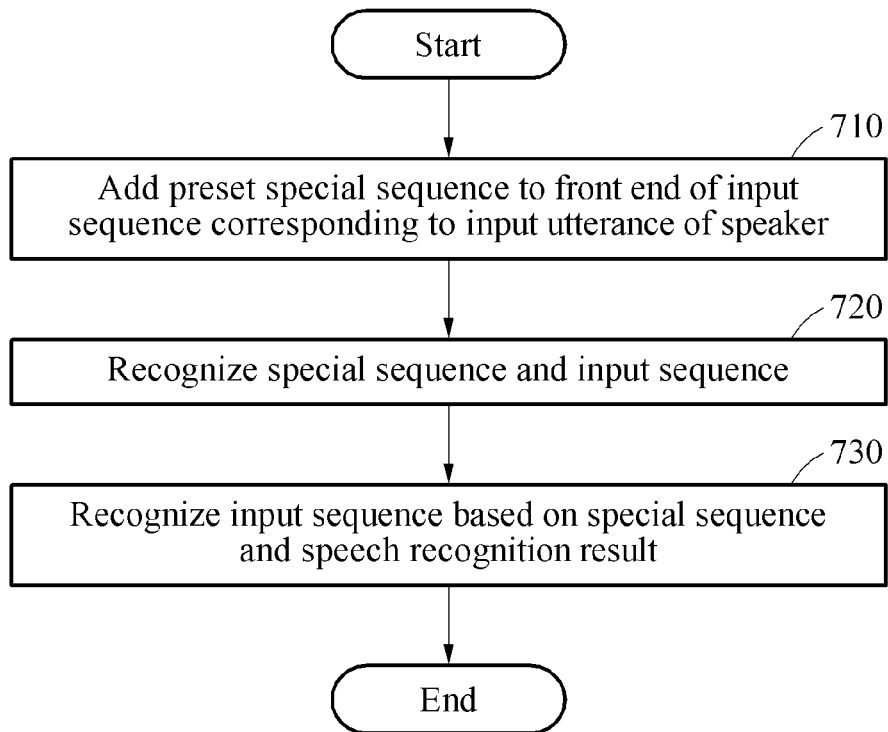 Start
710
Add preset special sequence to front end of input
sequence corresponding to input utterance of speaker
720
Recognize special sequence and input sequence
730
Recognize input sequence based on special sequence
and speech recognition result
End